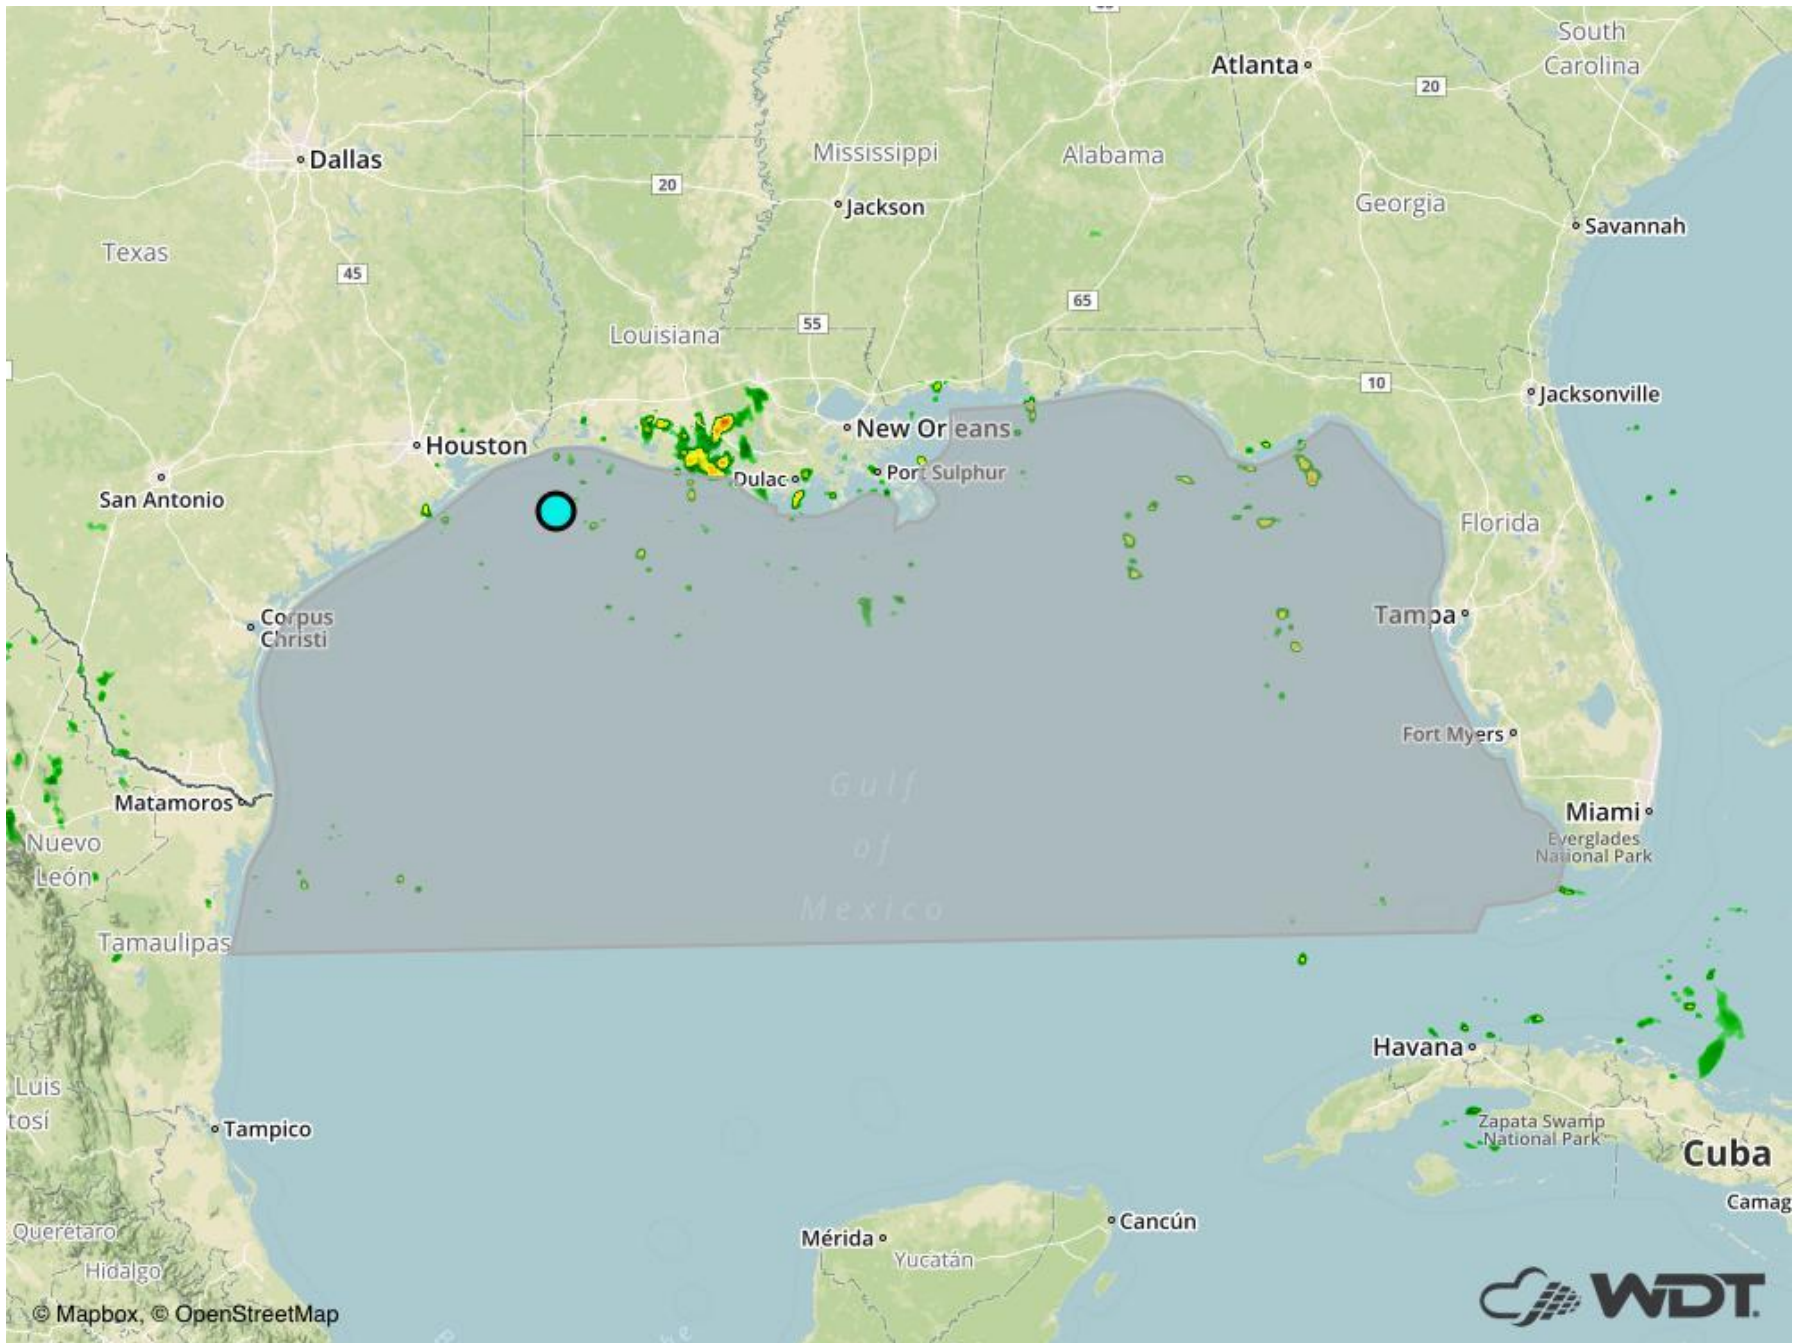 South
Carolina
Atlanta
20
Dallas
Mississippi
Alabama
20
Jackson
Georgia
Savannah
Texas
45
65
55
Louisiana
10
Jacksonville
New Orleans
Houston
Dulac
Port Sulphur
San Antonio
Florida
Corpus
Christi
Tampa
Fort Myers
Gulf
of
Mexico
Matamoros
Miami
Everglades
National Park
Nuevo
León
Tamaulipas
Havana
Luis
tosí
Tampico
Zapata Swamp
National Park
Cuba
Camag
Cancún
Mérida
Yucatán
Querétaro
Hidalgo
© Mapbox, © OpenStreetMap
WDT.